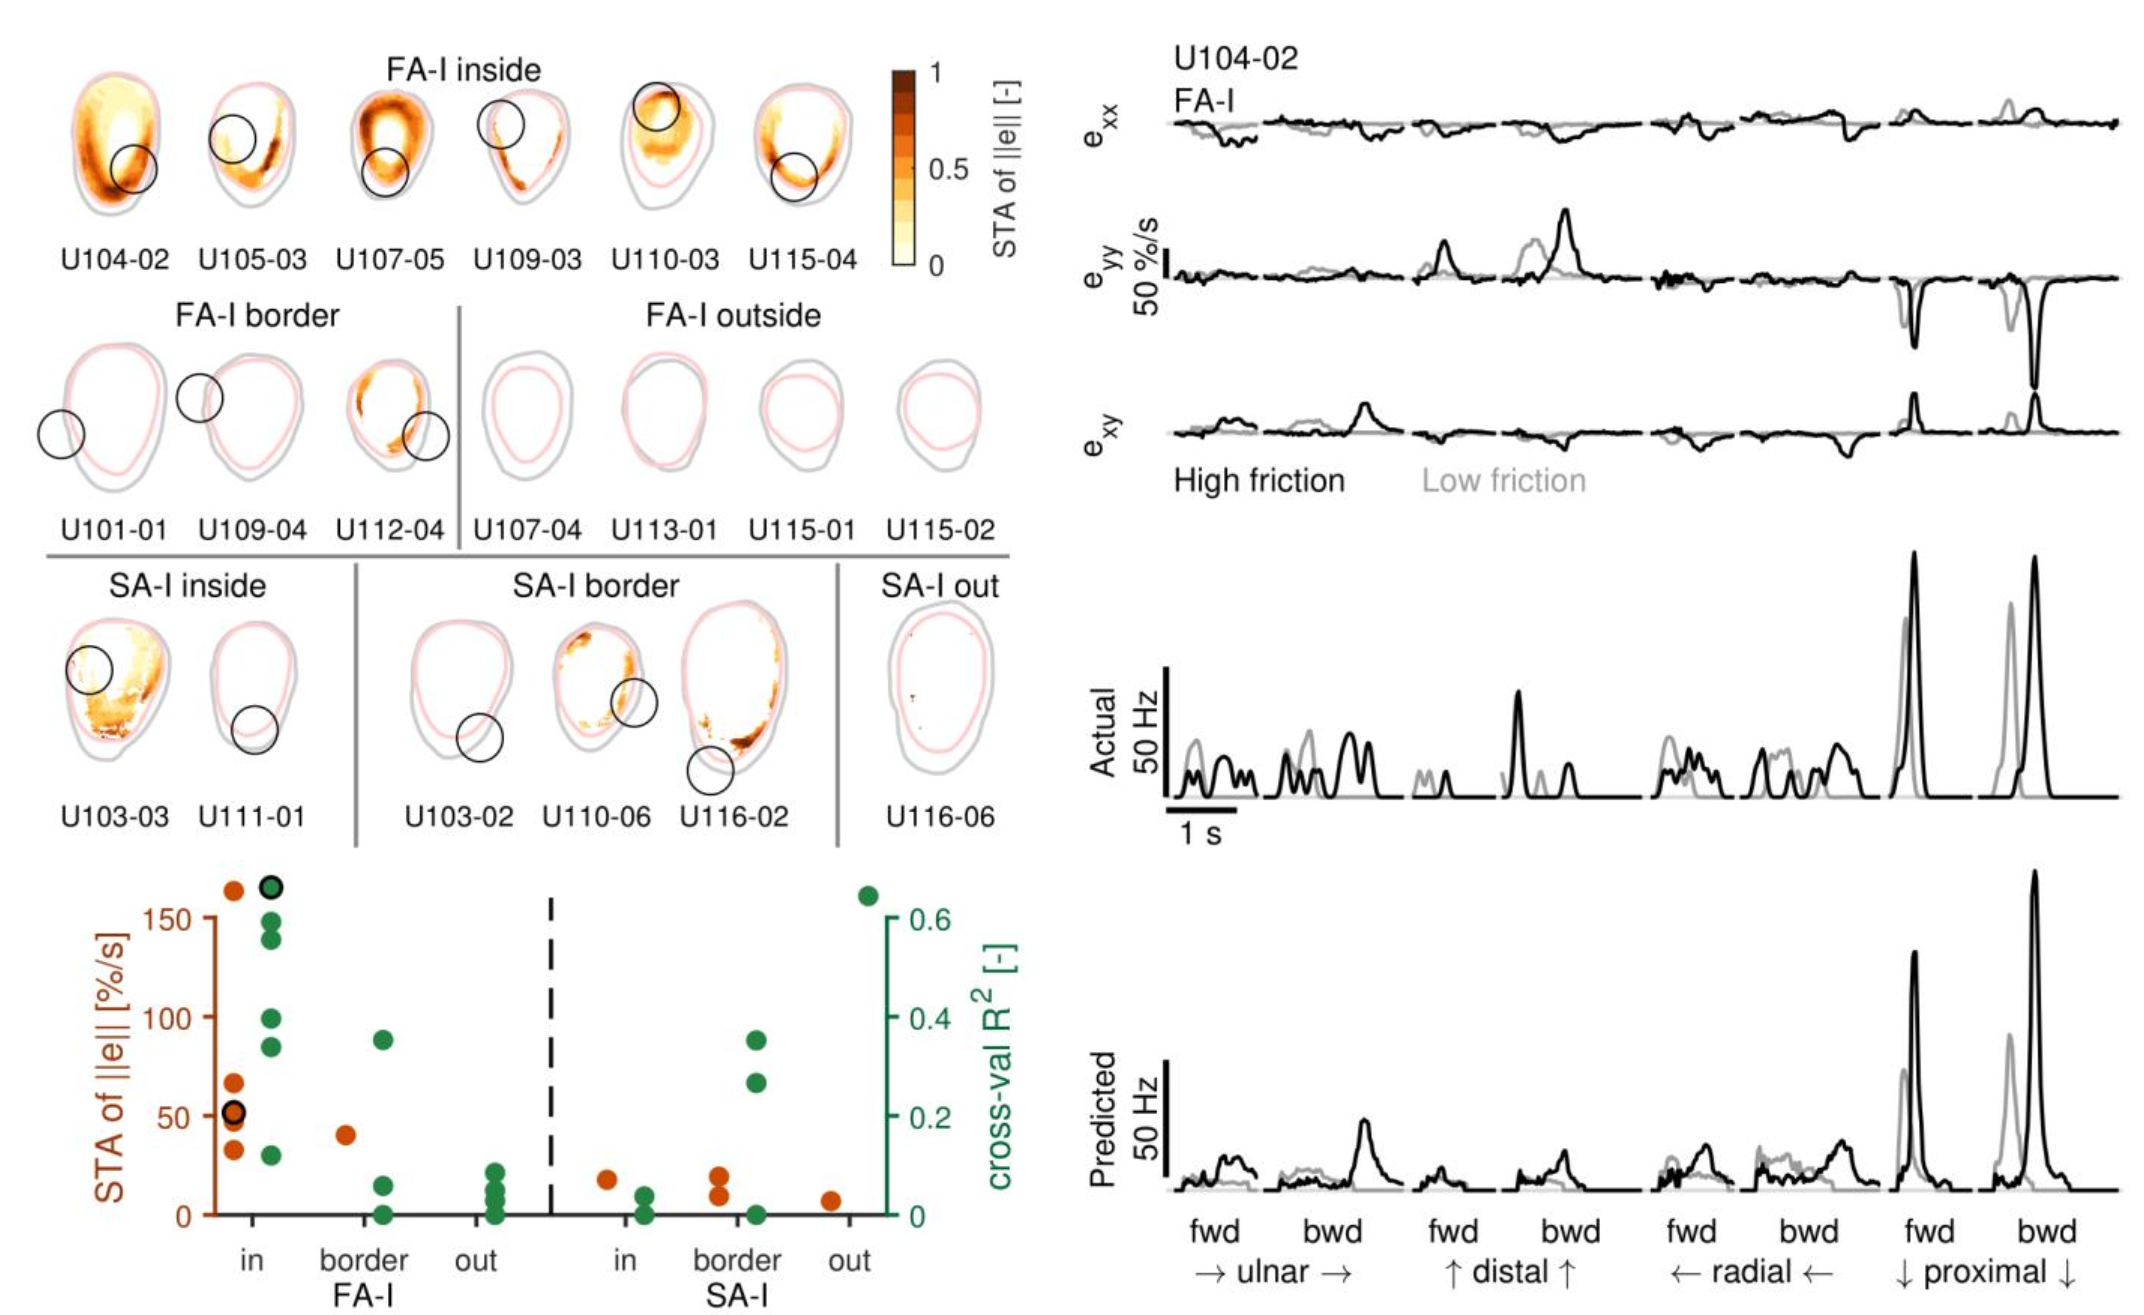 FA-I inside
1
0.5
0
STA of ||e|| [-]
U104-02 U105-03 U107-05 U109-03 U110-03 U115-04
FA-I border FA-I outside
U101-01 U109-04 U112-04 U107-04 U113-01 U115-01 U115-02
SA-I inside SA-I border SA-I out
U103-03 U111-01 U103-02 U110-06 U116-02 U116-06
STA of ||e|| [%/s]
150
100
50
0
0.6
0.4
0.2
0
cross-val R² [-]
in border out in border out
FA-I SA-I
U104-02
FA-I
exx
eyy
50 %/s
exy
High friction Low friction
Actual
50 Hz
1 s
Predicted
50 Hz
fwd bwd fwd bwd fwd bwd fwd bwd
→ ulnar → ↑ distal ↑ ← radial ← ↓ proximal ↓